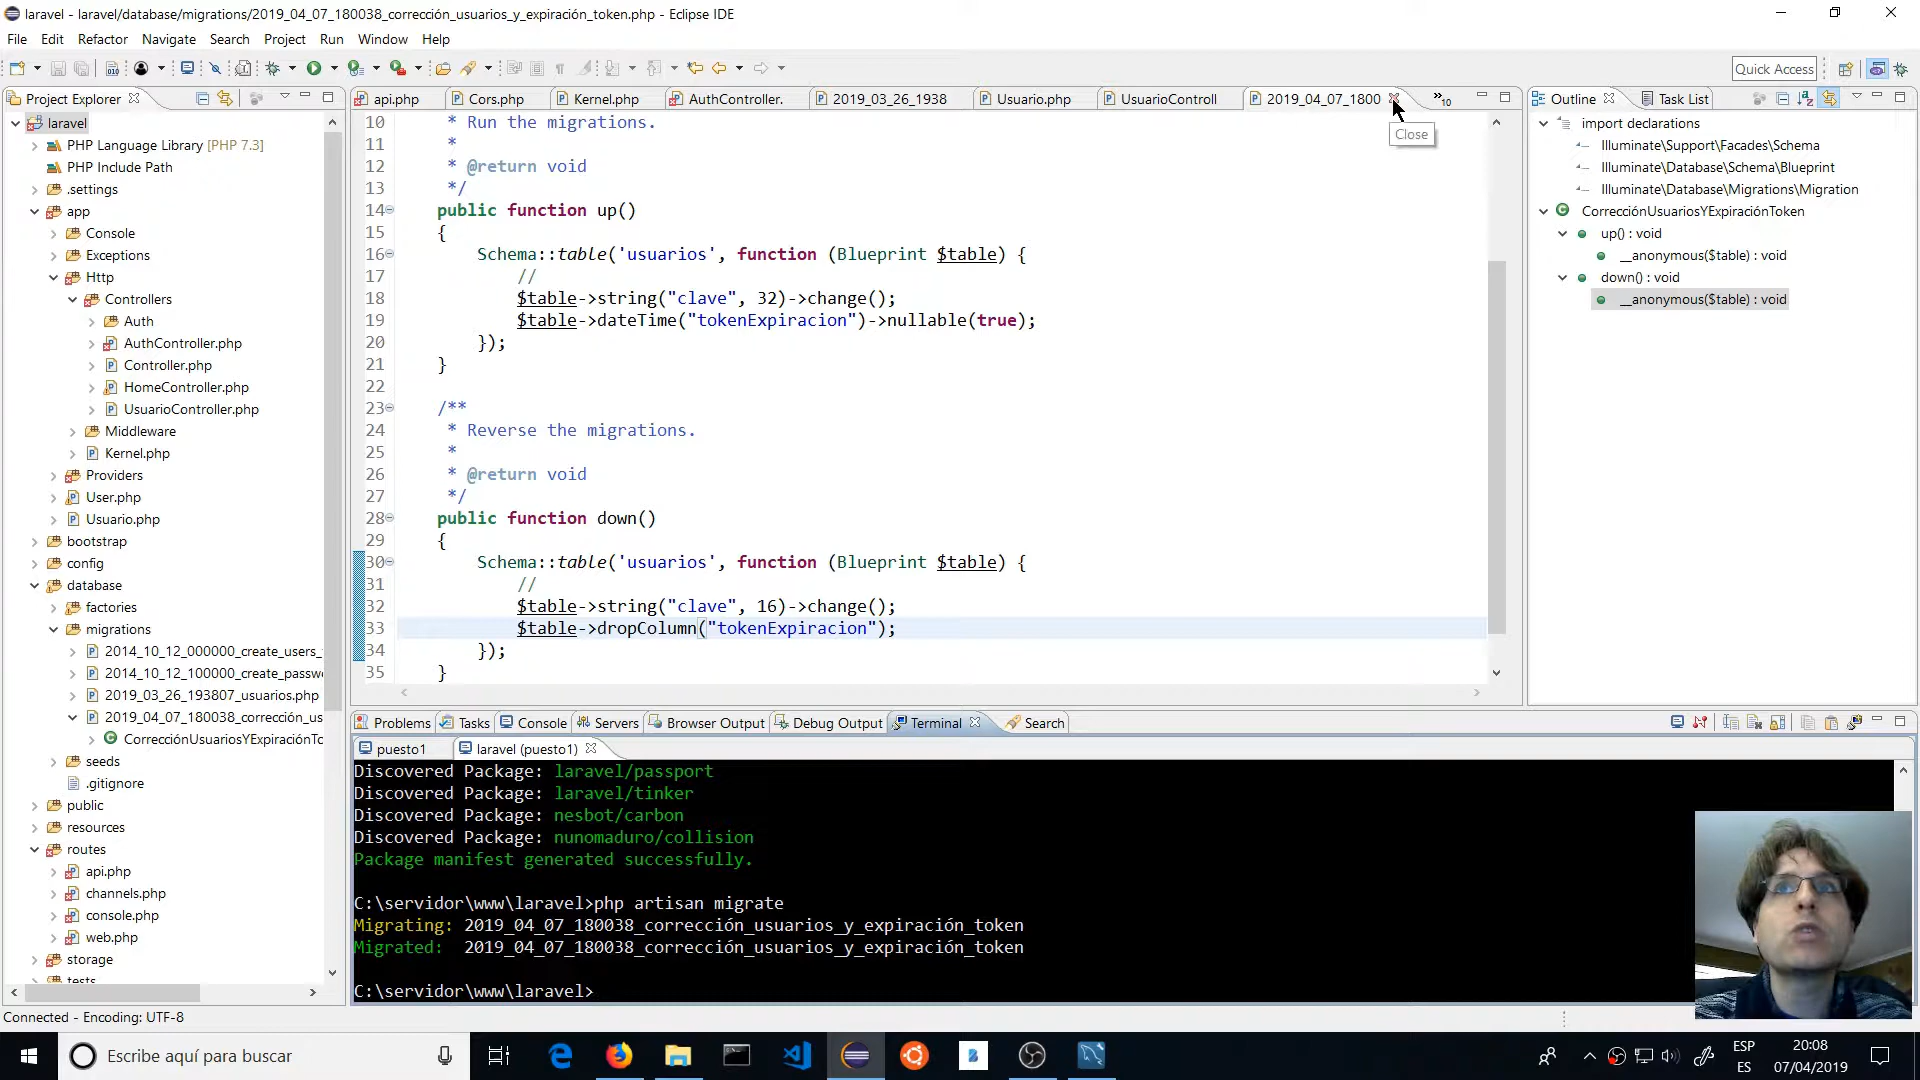 laravel - laravel/database/migrations/2019_04_07_180038_corrección_usuarios_y_expiración_token.php - Eclipse IDE
File Edit Refactor Navigate Search Project Run Window Help
Quick Access
Project Explorer
laravel
PHP Language Library [PHP 7.3]
PHP Include Path
.settings
app
Console
Exceptions
Http
Controllers
Auth
AuthController.php
Controller.php
HomeController.php
UsuarioController.php
Middleware
Kernel.php
Providers
User.php
Usuario.php
bootstrap
config
database
factories
migrations
2014_10_12_000000_create_users_
2014_10_12_100000_create_passw
2019_03_26_193807_usuarios.php
2019_04_07_180038_corrección_us
CorrecciónUsuariosYExpiraciónTo
seeds
.gitignore
public
resources
routes
api.php
channels.php
console.php
web.php
storage
tests
api.php Cors.php Kernel.php AuthController. 2019_03_26_1938 Usuario.php UsuarioControll 2019_04_07_1800 »10
Close
10 * Run the migrations.
11 *
12 * @return void
13 */
14 public function up()
15 {
16 Schema::table('usuarios', function (Blueprint $table) {
17 //
18 $table->string("clave", 32)->change();
19 $table->dateTime("tokenExpiracion")->nullable(true);
20 });
21 }
22
23 /**
24 * Reverse the migrations.
25 *
26 * @return void
27 */
28 public function down()
29 {
30 Schema::table('usuarios', function (Blueprint $table) {
31 //
32 $table->string("clave", 16)->change();
33 $table->dropColumn("tokenExpiracion");
34 });
35 }
Outline Task List
import declarations
Illuminate\Support\Facades\Schema
Illuminate\Database\Schema\Blueprint
Illuminate\Database\Migrations\Migration
CorrecciónUsuariosYExpiraciónToken
up() : void
__anonymous($table) : void
down() : void
__anonymous($table) : void
Problems Tasks Console Servers Browser Output Debug Output Terminal Search
puesto1 laravel (puesto1)
Discovered Package: laravel/passport
Discovered Package: laravel/tinker
Discovered Package: nesbot/carbon
Discovered Package: nunomaduro/collision
Package manifest generated successfully.
C:\servidor\www\laravel>php artisan migrate
Migrating: 2019_04_07_180038_corrección_usuarios_y_expiración_token
Migrated: 2019_04_07_180038_corrección_usuarios_y_expiración_token
C:\servidor\www\laravel>
Connected - Encoding: UTF-8
Escribe aquí para buscar
ESP
ES
20:08
07/04/2019